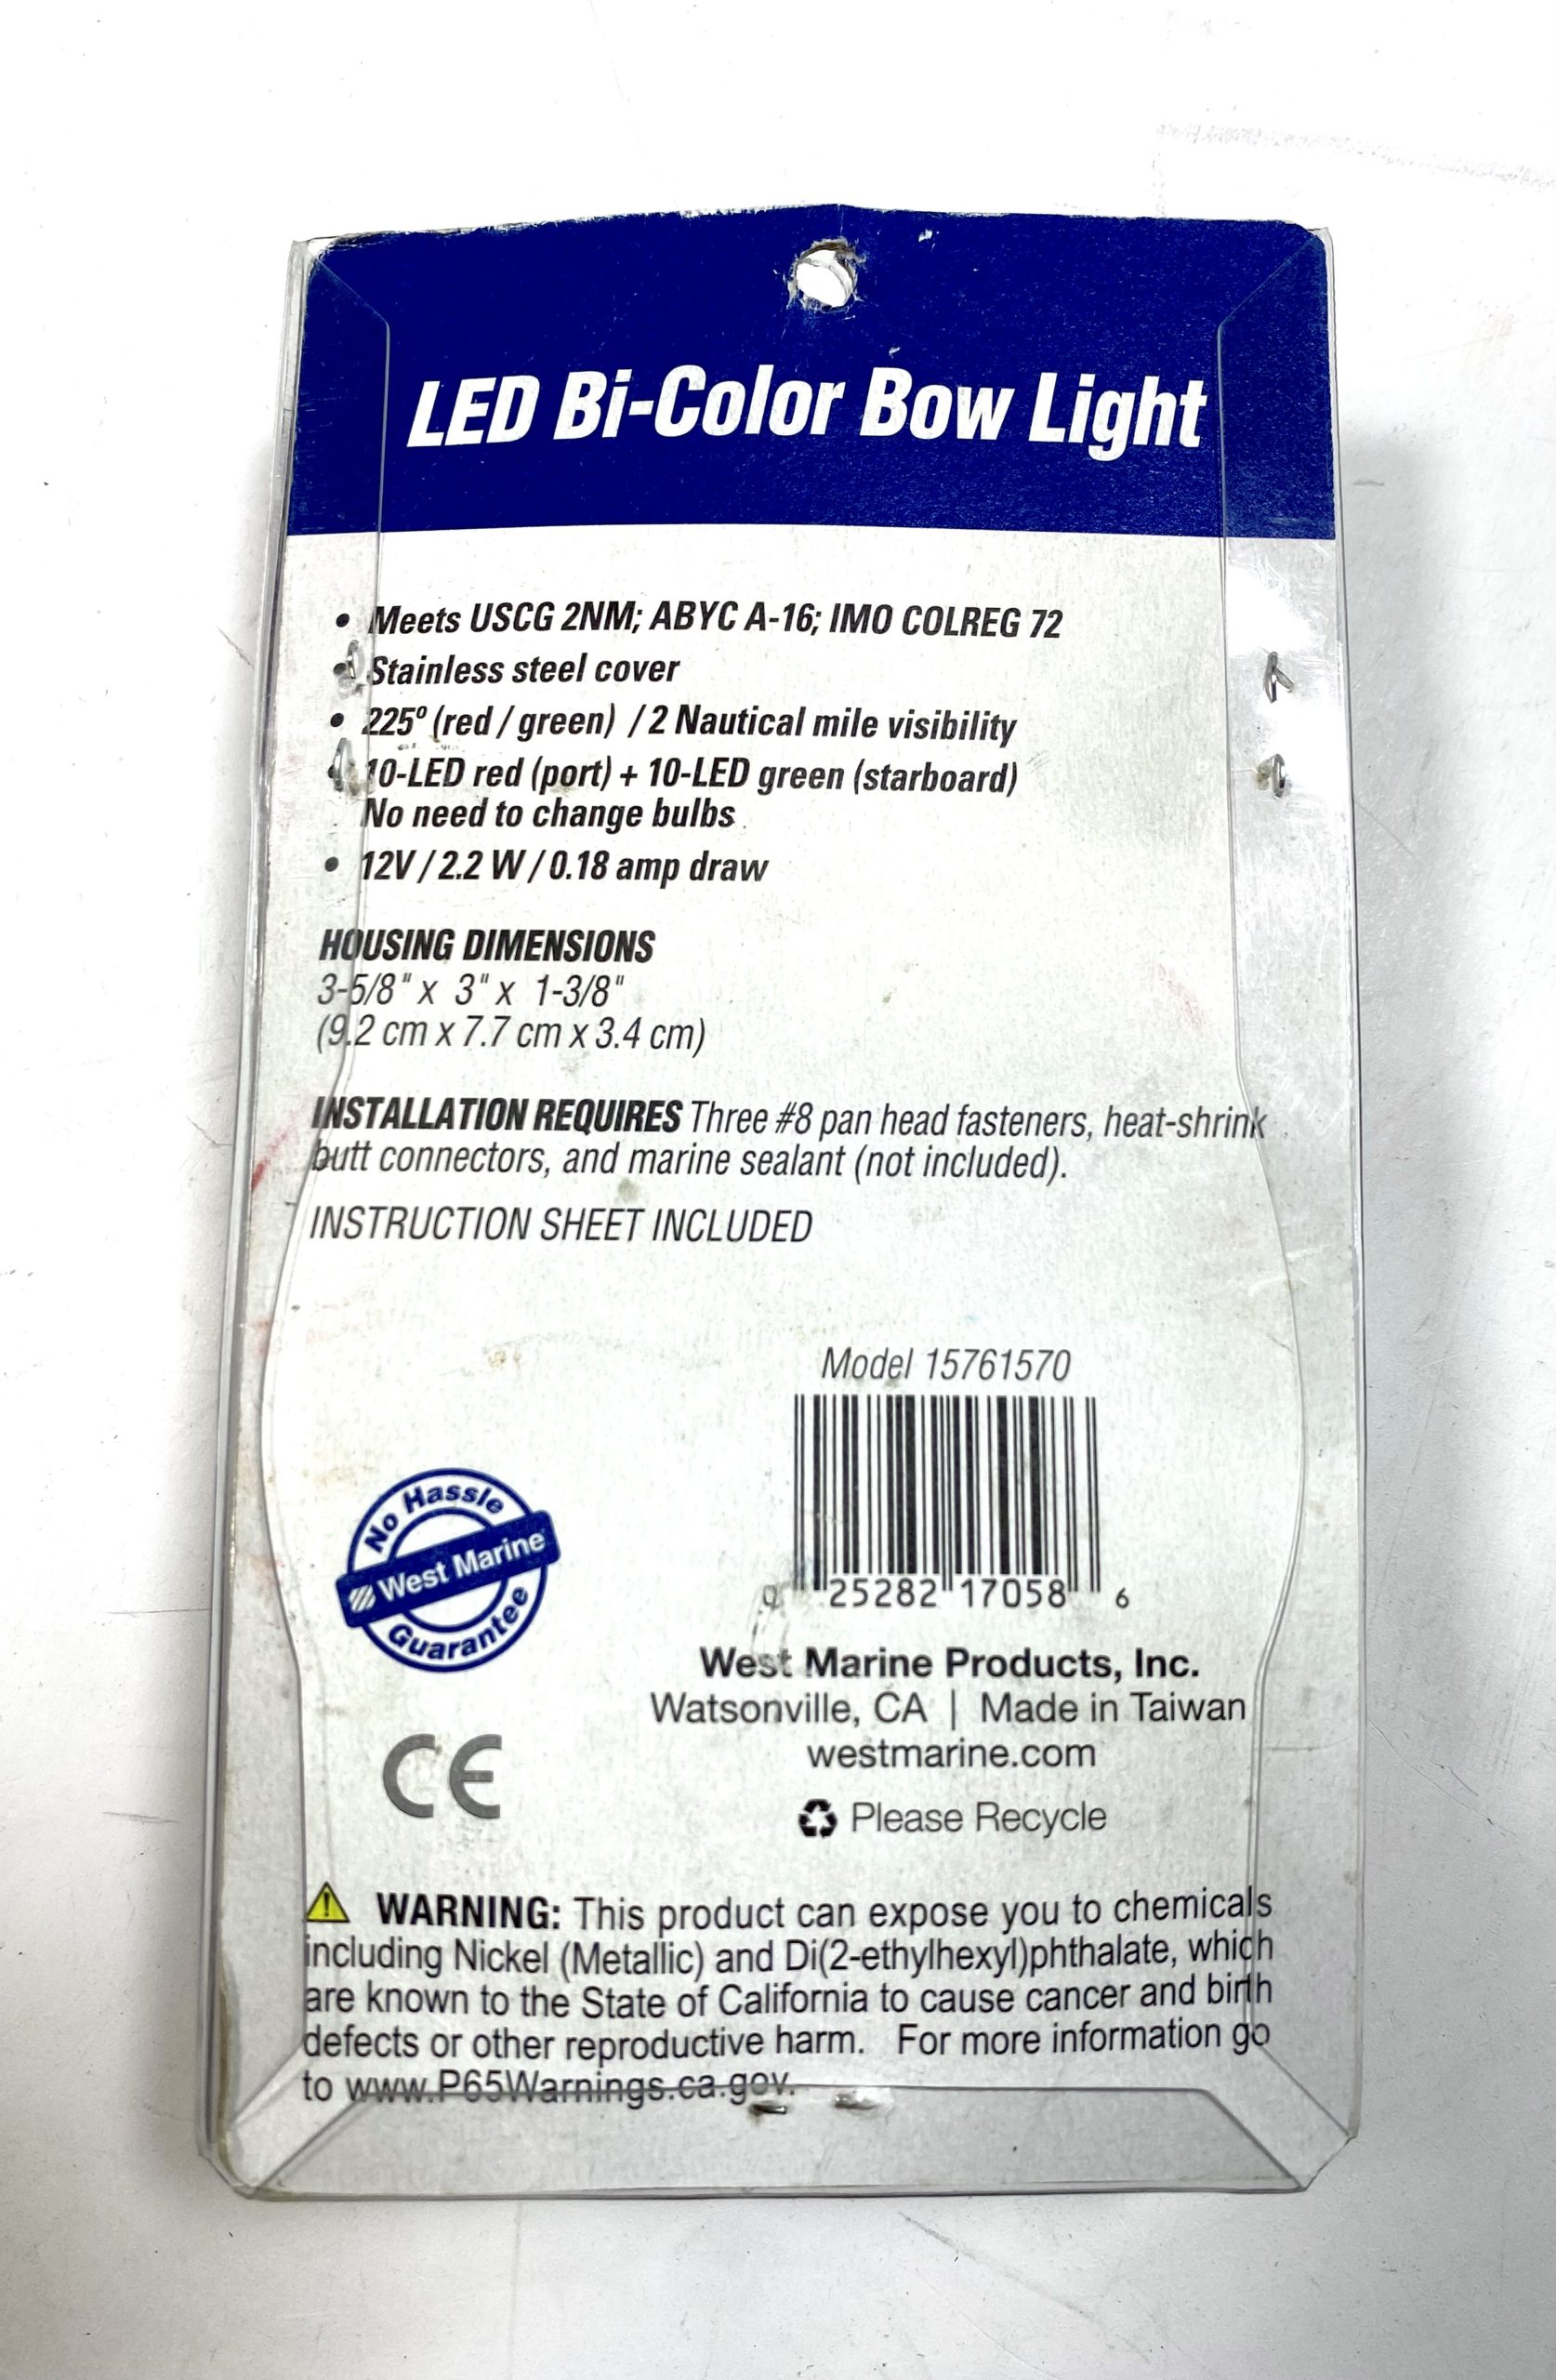 LED Bi-Color Bow Light
• Meets USCG 2NM; ABYC A-16; IMO COLREG 72
• Stainless steel cover
• 225º (red / green) / 2 Nautical mile visibility
• 10-LED red (port) + 10-LED green (starboard)
No need to change bulbs
• 12V / 2.2 W / 0.18 amp draw
HOUSING DIMENSIONS
3-5/8" x 3" x 1-3/8"
(9.2 cm x 7.7 cm x 3.4 cm)
INSTALLATION REQUIRES Three #8 pan head fasteners, heat-shrink
butt connectors, and marine sealant (not included).
INSTRUCTION SHEET INCLUDED
Model 15761570
0 25282 17058 6
No Hassle
West Marine
Guarantee
West Marine Products, Inc.
Watsonville, CA | Made in Taiwan
westmarine.com
CE
Please Recycle
WARNING: This product can expose you to chemicals
including Nickel (Metallic) and Di(2-ethylhexyl)phthalate, which
are known to the State of California to cause cancer and birth
defects or other reproductive harm. For more information go
to www.P65Warnings.ca.gov.